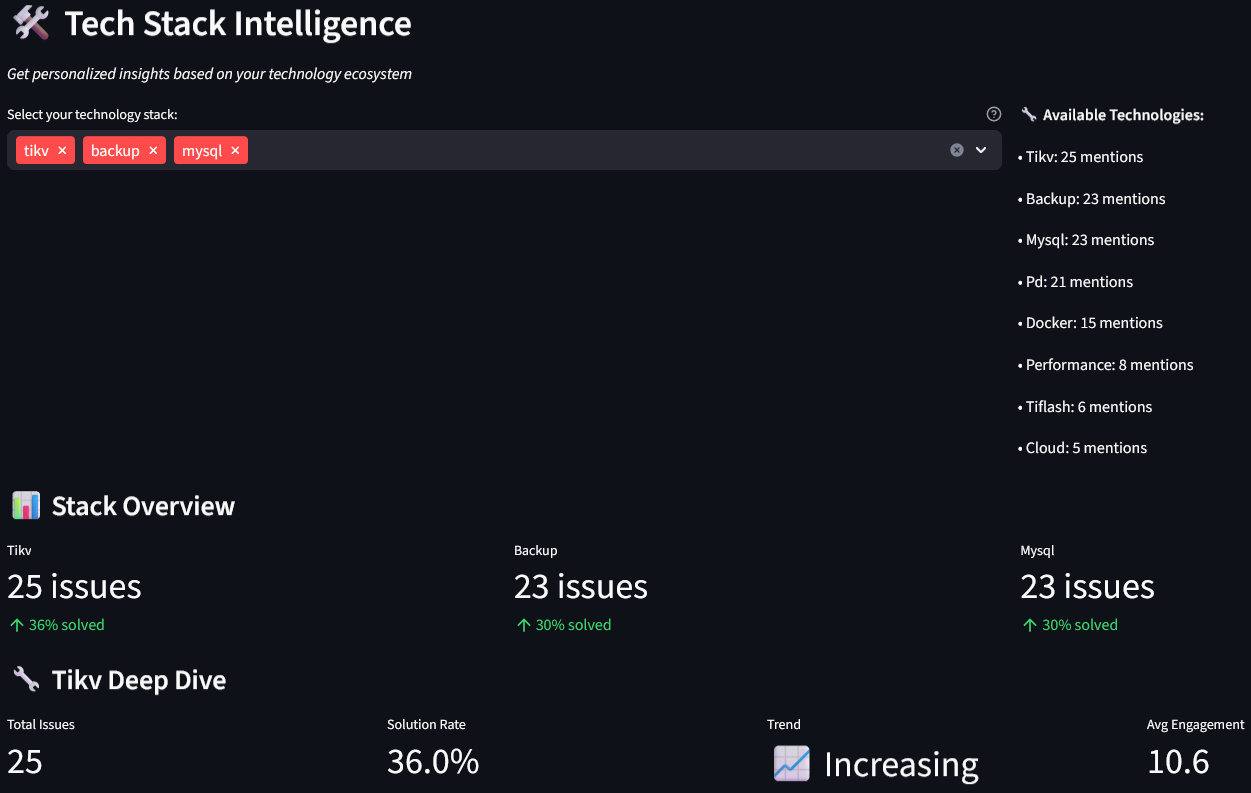 Tech Stack Intelligence
Get personalized insights based on your technology ecosystem
Select your technology stack:
tikv × backup × mysql ×
Available Technologies:
• Tikv: 25 mentions
• Backup: 23 mentions
• Mysql: 23 mentions
• Pd: 21 mentions
• Docker: 15 mentions
• Performance: 8 mentions
• Tiflash: 6 mentions
• Cloud: 5 mentions
Stack Overview
Tikv
25 issues
↑ 36% solved
Backup
23 issues
↑ 30% solved
Mysql
23 issues
↑ 30% solved
Tikv Deep Dive
Total Issues
25
Solution Rate
36.0%
Trend
Increasing
Avg Engagement
10.6